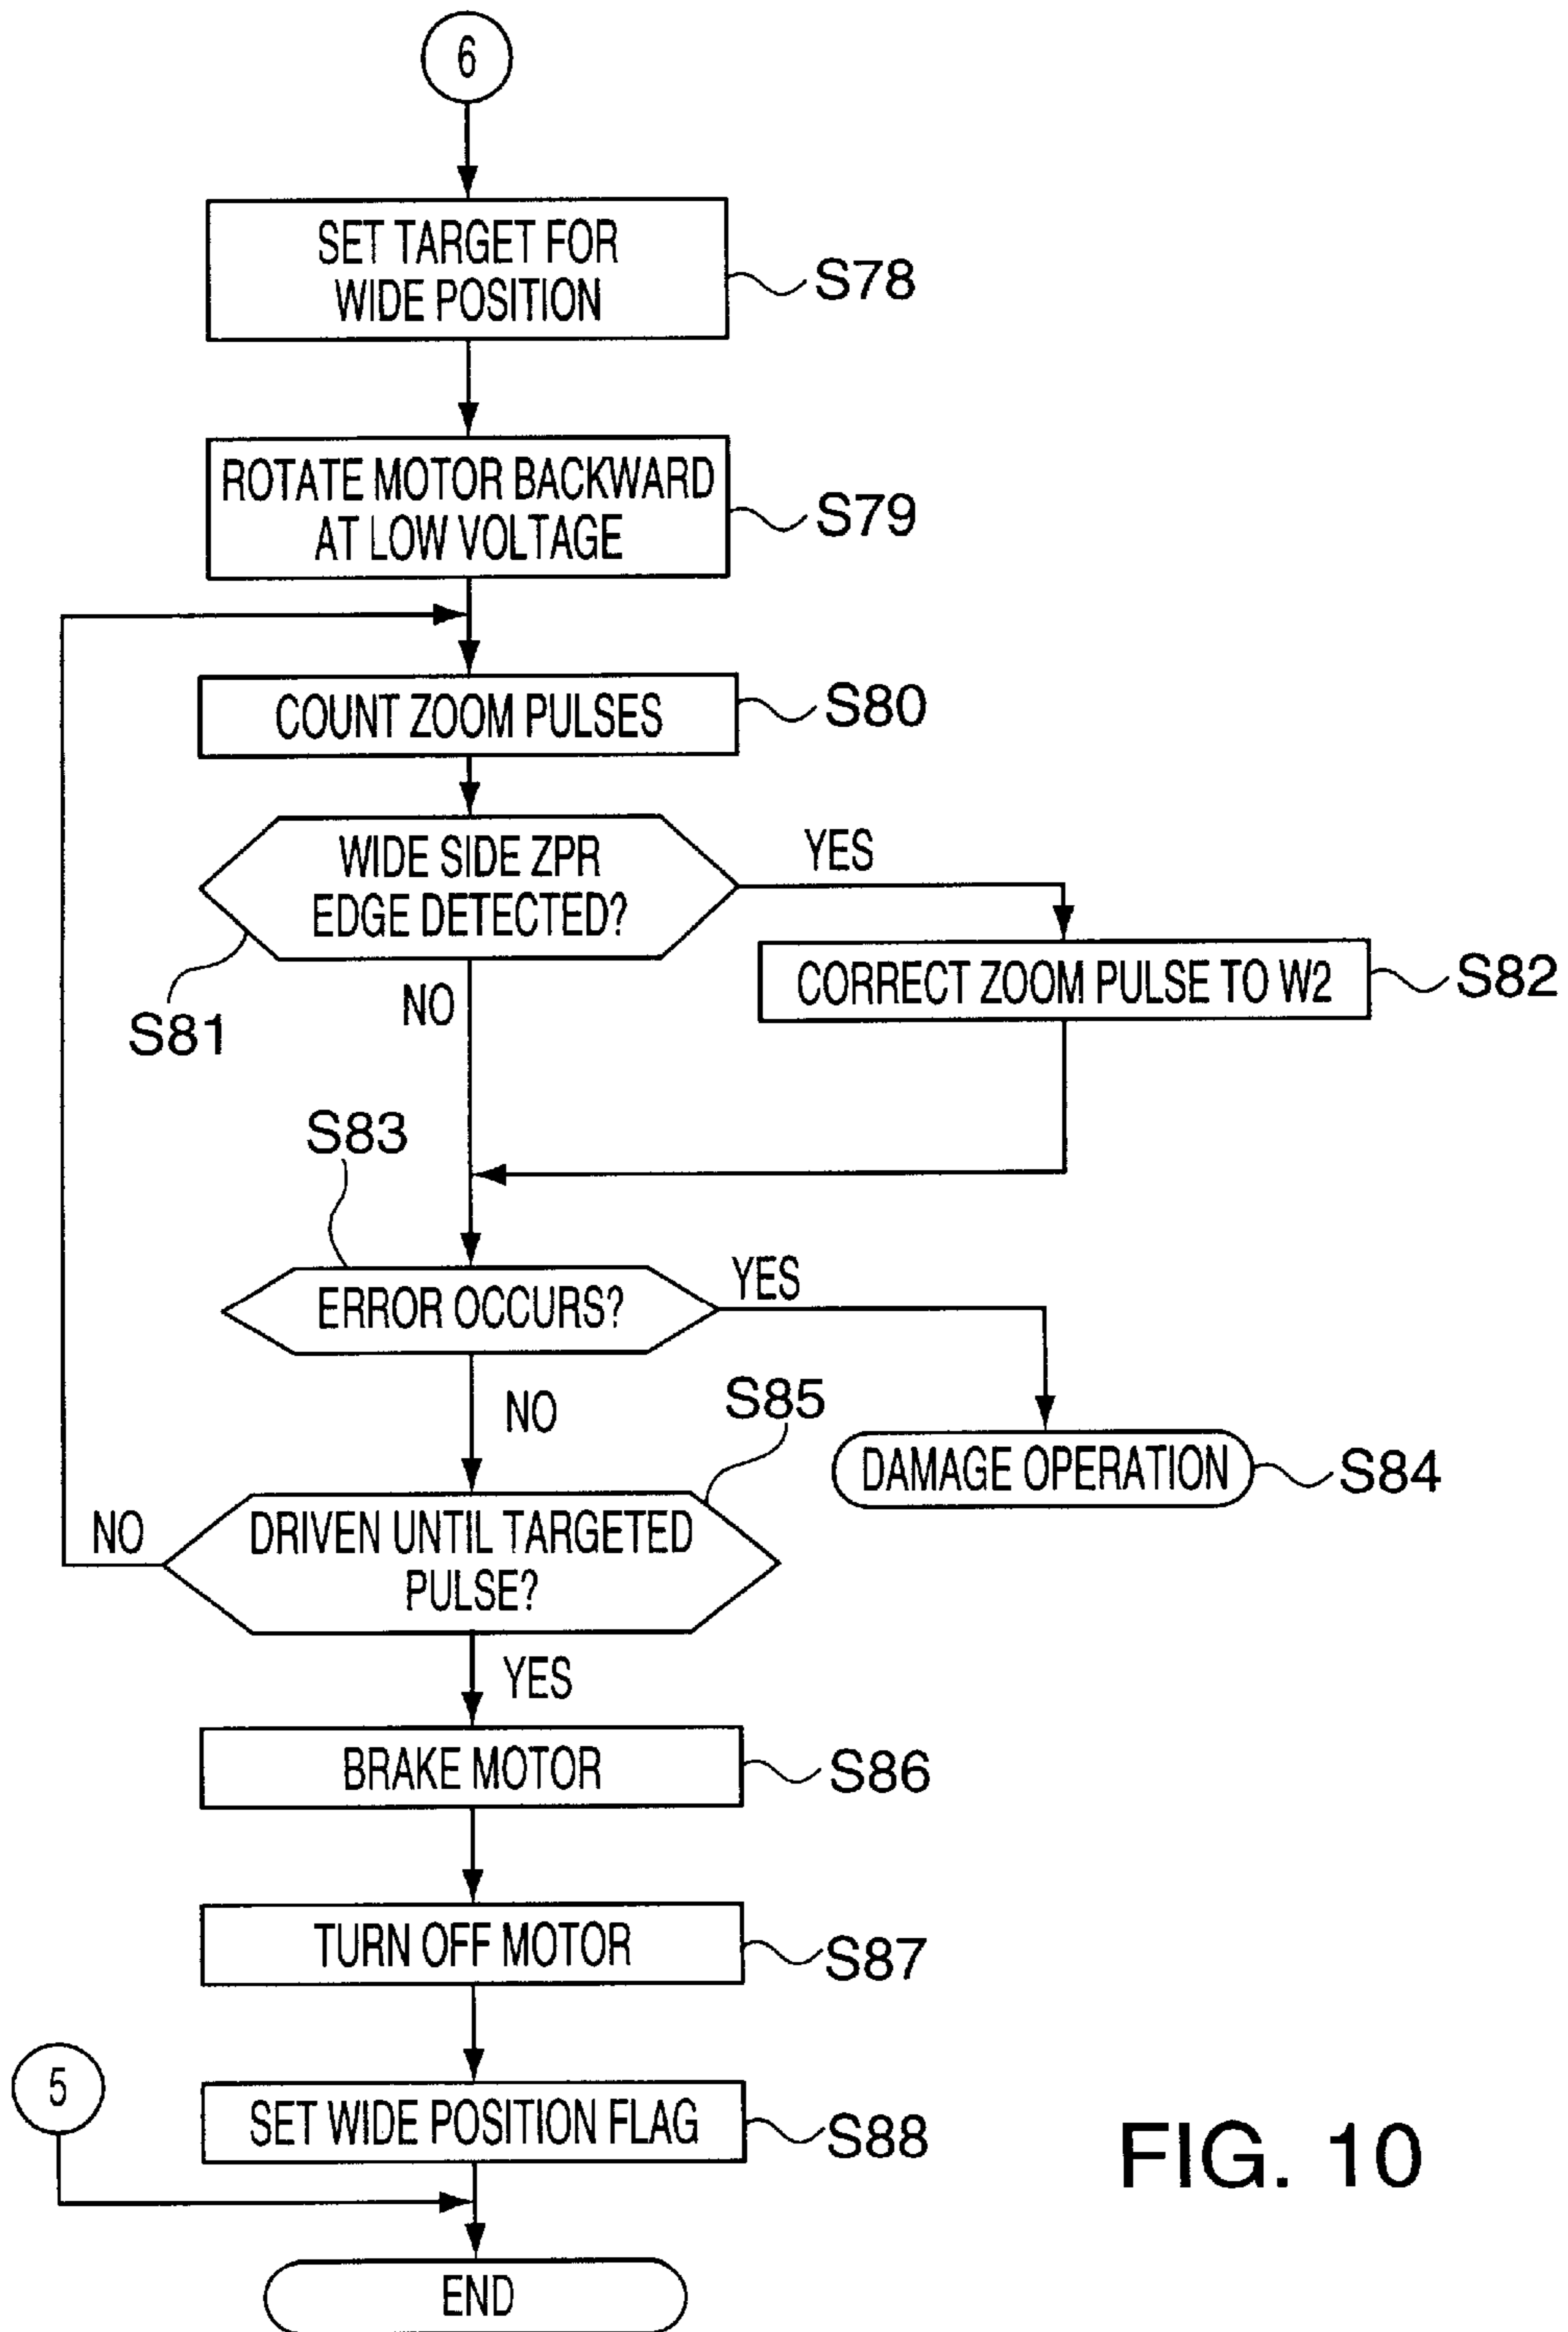 6
SET TARGET FOR
WIDE POSITION
S78
ROTATE MOTOR BACKWARD
AT LOW VOLTAGE
S79
COUNT ZOOM PULSES
S80
WIDE SIDE ZPR
EDGE DETECTED?
S81
YES
NO
CORRECT ZOOM PULSE TO W2
S82
S83
ERROR OCCURS?
YES
NO
DAMAGE OPERATION
S84
S85
DRIVEN UNTIL TARGETED
PULSE?
NO
YES
BRAKE MOTOR
S86
TURN OFF MOTOR
S87
5
SET WIDE POSITION FLAG
S88
END
FIG. 10